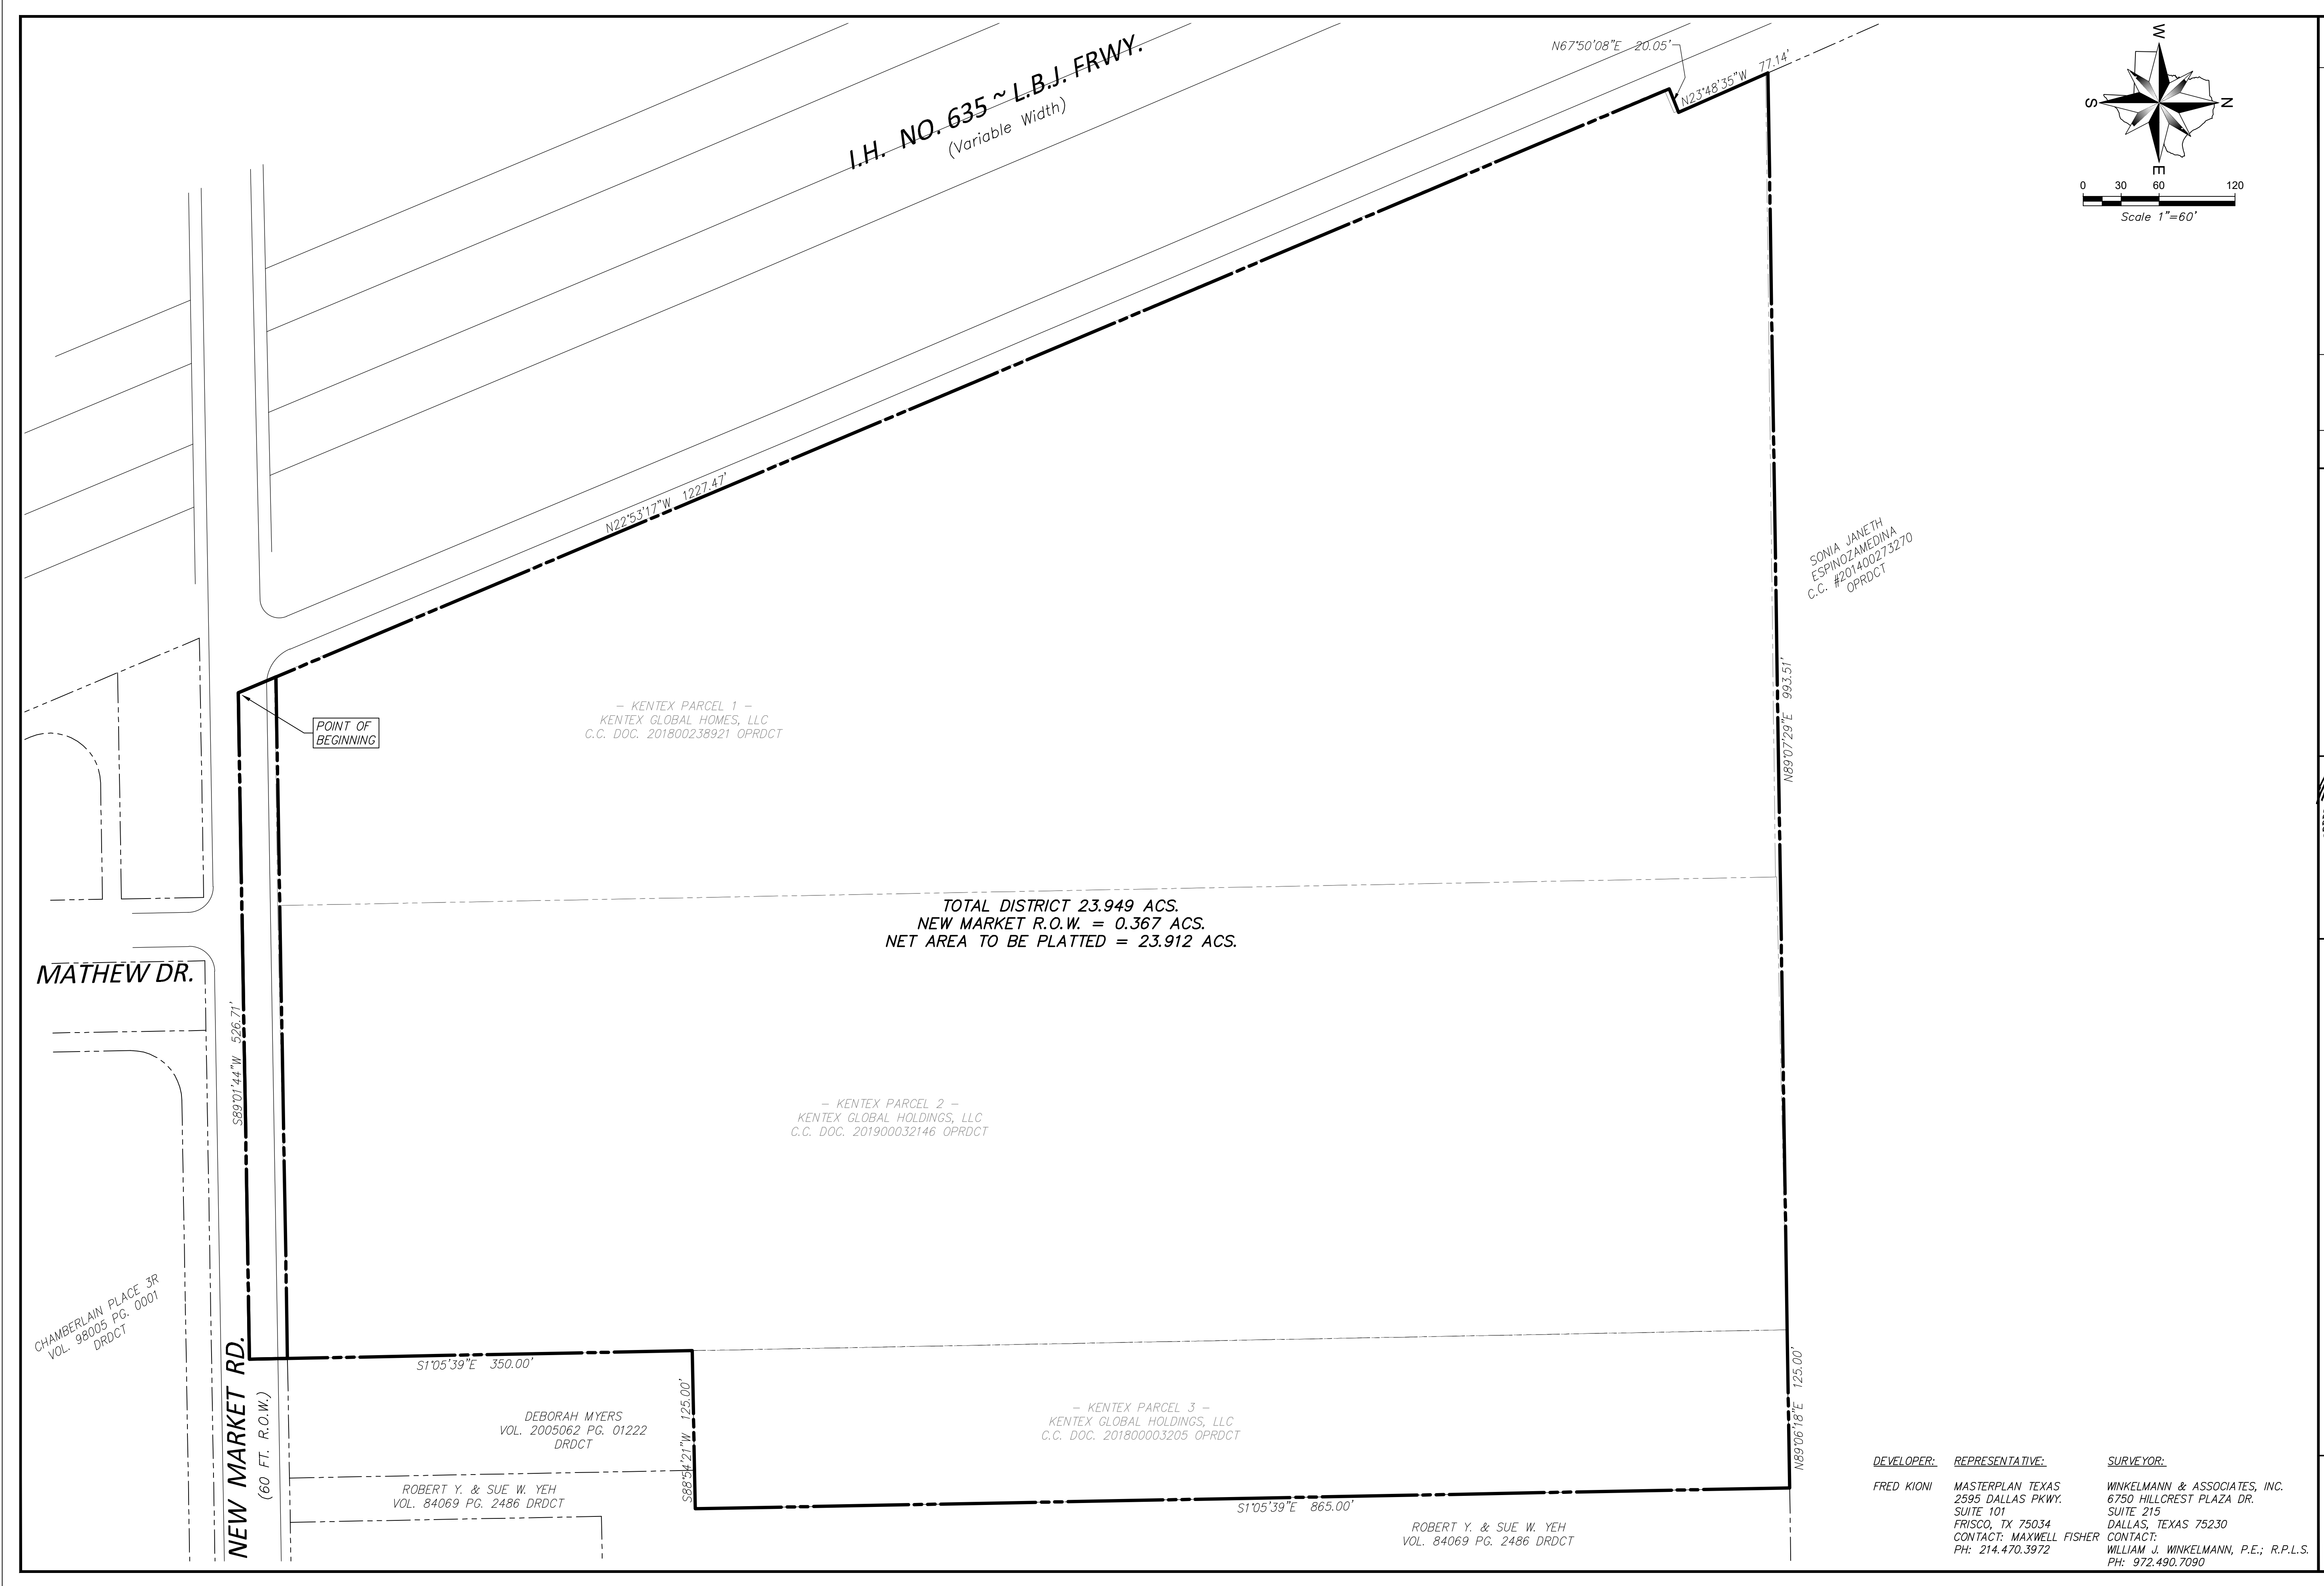 I.H. NO. 635 ~ L.B.J. FRWY.
(Variable Width)
N67°50'08"E 20.05'
N23°48'35"W 77.14'
W
S
N
E
0 30 60 120
Scale 1"=60'
N22°53'17"W 1227.47'
SONIA JANETH
ESPINOZAMEDINA
C.C. #201400273270
OPRDCT
N89°07'29"E 993.51'
POINT OF
BEGINNING
– KENTEX PARCEL 1 –
KENTEX GLOBAL HOMES, LLC
C.C. DOC. 201800238921 OPRDCT
TOTAL DISTRICT 23.949 ACS.
NEW MARKET R.O.W. = 0.367 ACS.
NET AREA TO BE PLATTED = 23.912 ACS.
MATHEW DR.
S89°01'44"W 526.71'
– KENTEX PARCEL 2 –
KENTEX GLOBAL HOLDINGS, LLC
C.C. DOC. 201900032146 OPRDCT
CHAMBERLAIN PLACE 3R
VOL. 98005 PG. 0001
DRDCT
NEW MARKET RD.
(60 FT. R.O.W.)
S1°05'39"E 350.00'
DEBORAH MYERS
VOL. 2005062 PG. 01222
DRDCT
S88°54'21"W 125.00'
ROBERT Y. & SUE W. YEH
VOL. 84069 PG. 2486 DRDCT
– KENTEX PARCEL 3 –
KENTEX GLOBAL HOLDINGS, LLC
C.C. DOC. 201800003205 OPRDCT
N89°06'18"E 125.00'
S1°05'39"E 865.00'
ROBERT Y. & SUE W. YEH
VOL. 84069 PG. 2486 DRDCT
DEVELOPER:
FRED KIONI
REPRESENTATIVE:
MASTERPLAN TEXAS
2595 DALLAS PKWY.
SUITE 101
FRISCO, TX 75034
CONTACT: MAXWELL FISHER
PH: 214.470.3972
SURVEYOR:
WINKELMANN & ASSOCIATES, INC.
6750 HILLCREST PLAZA DR.
SUITE 215
DALLAS, TEXAS 75230
CONTACT:
WILLIAM J. WINKELMANN, P.E.; R.P.L.S.
PH: 972.490.7090